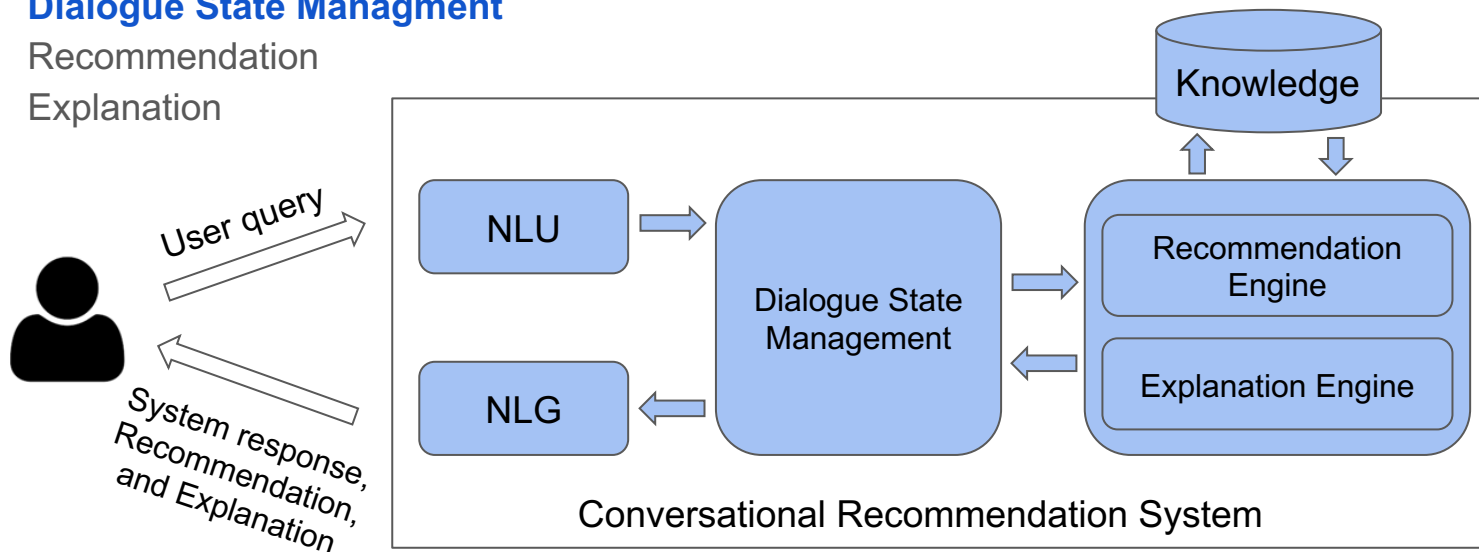 Dialogue State Managment
Recommendation
Explanation
Knowledge
User query
NLU
Dialogue State
Management
Recommendation
Engine
Explanation Engine
NLG
System response,
Recommendation,
and Explanation
Conversational Recommendation System